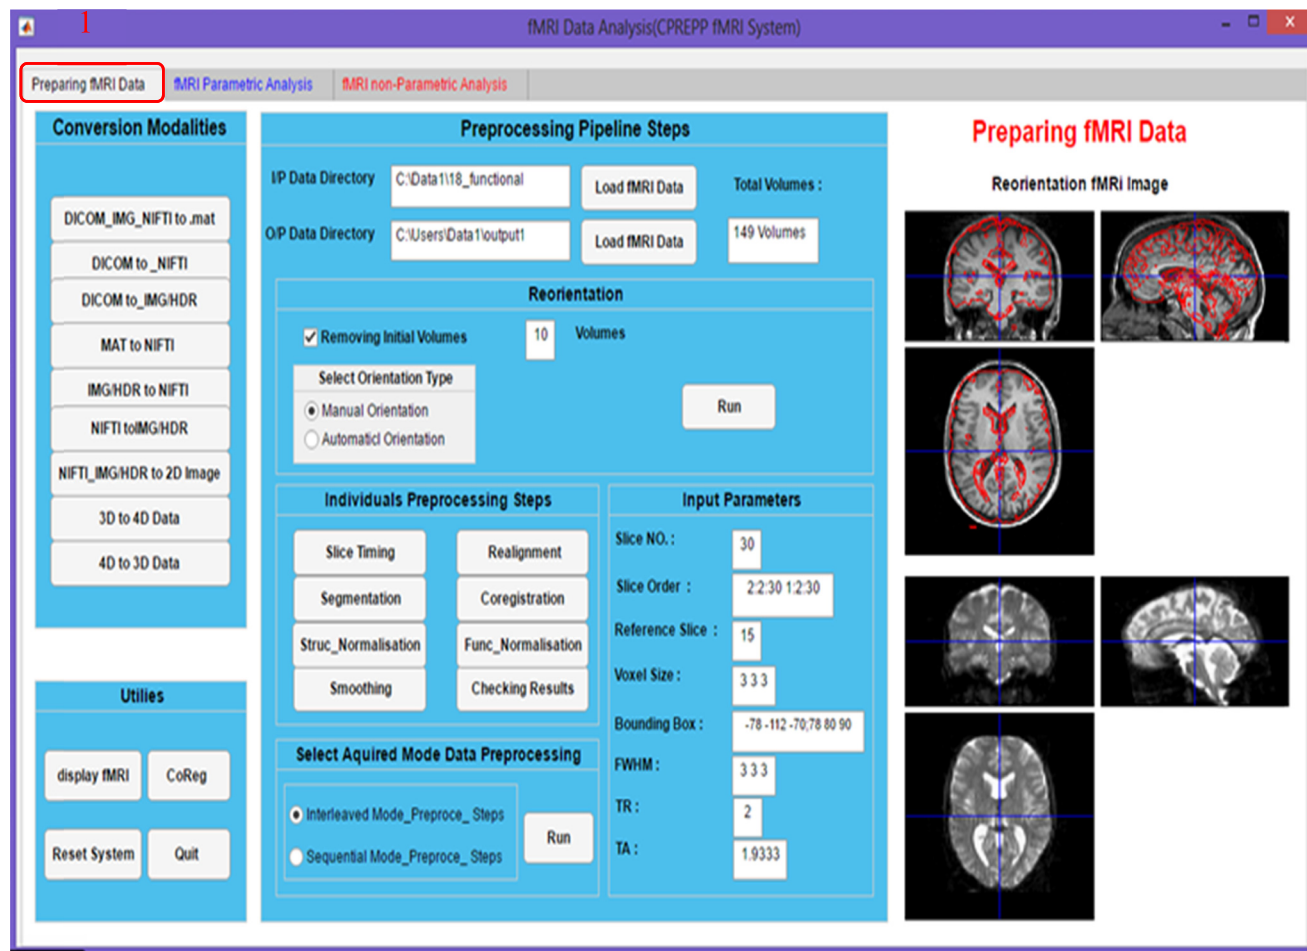 1
fMRI Data Analysis(CPREPP fMRI System)
Preparing fMRI Data
fMRI Parametric Analysis
fMRI non-Parametric Analysis
Conversion Modalities
DICOM_IMG_NIFTI to .mat
DICOM to _NIFTI
DICOM to_IMG/HDR
MAT to NIFTI
IMG/HDR to NIFTI
NIFTI toIMG/HDR
NIFTI_IMG/HDR to 2D Image
3D to 4D Data
4D to 3D Data
Utilies
display fMRI
CoReg
Reset System
Quit
Preprocessing Pipeline Steps
I/P Data Directory
C:\Data1\18_functional
Load fMRI Data
Total Volumes :
O/P Data Directory
C:\Users\Data1\output1
Load fMRI Data
149 Volumes
Reorientation
Removing Initial Volumes
10
Volumes
Select Orientation Type
Manual Orientation
Automaticl Orientation
Run
Individuals Preprocessing Steps
Slice Timing
Realignment
Segmentation
Coregistration
Struc_Normalisation
Func_Normalisation
Smoothing
Checking Results
Select Aquired Mode Data Preprocessing
Interleaved Mode_Preproce_ Steps
Sequential Mode_Preproce_ Steps
Run
Input Parameters
Slice NO. :
30
Slice Order :
2:2:30 1:2:30
Reference Slice :
15
Voxel Size :
3 3 3
Bounding Box :
-78 -112 -70;78 80 90
FWHM :
3 3 3
TR :
2
TA :
1.9333
Preparing fMRI Data
Reorientation fMRi Image